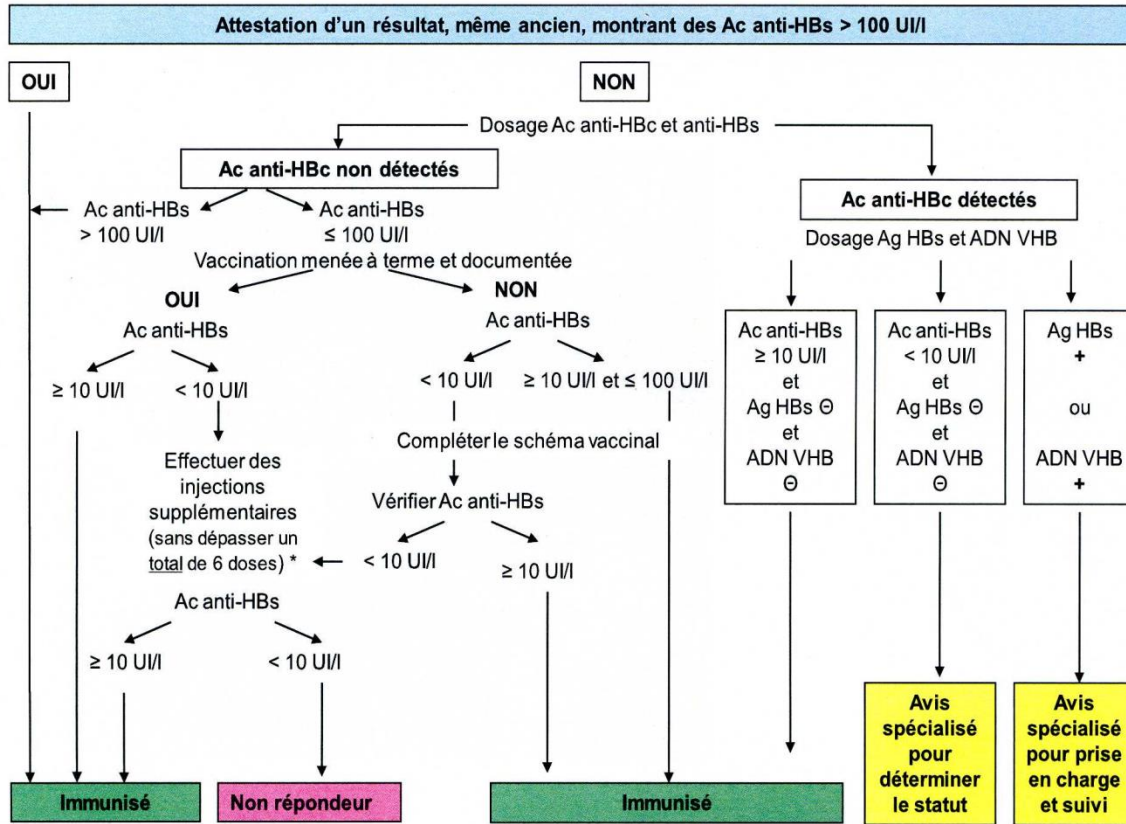 Attestation d'un résultat, même ancien, montrant des Ac anti-HBs > 100 UI/l
OUI
NON
Dosage Ac anti-HBc et anti-HBs
Ac anti-HBc non détectés
Ac anti-HBs
> 100 UI/l
Ac anti-HBs
≤ 100 UI/l
Vaccination menée à terme et documentée
OUI
Ac anti-HBs
≥ 10 UI/l
< 10 UI/l
Effectuer des
injections
supplémentaires
(sans dépasser un
total de 6 doses) *
Ac anti-HBs
≥ 10 UI/l
< 10 UI/l
NON
Ac anti-HBs
< 10 UI/l
≥ 10 UI/l et ≤ 100 UI/l
Compléter le schéma vaccinal
Vérifier Ac anti-HBs
< 10 UI/l
≥ 10 UI/l
Ac anti-HBc détectés
Dosage Ag HBs et ADN VHB
Ac anti-HBs
≥ 10 UI/l
et
Ag HBs Θ
et
ADN VHB
Θ
Ac anti-HBs
< 10 UI/l
et
Ag HBs Θ
et
ADN VHB
Θ
Ag HBs
+
ou
ADN VHB
+
Immunisé
Non répondeur
Immunisé
Avis
spécialisé
pour
déterminer
le statut
Avis
spécialisé
pour prise
en charge
et suivi